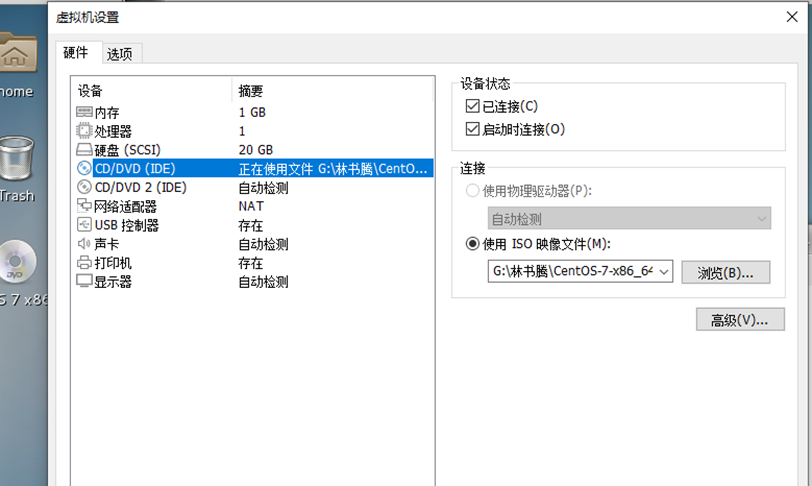 虚拟机设置
硬件 选项
设备 摘要
内存 1 GB
处理器 1
硬盘 (SCSI) 20 GB
CD/DVD (IDE) 正在使用文件 G:\林书腾\CentO...
CD/DVD 2 (IDE) 自动检测
网络适配器 NAT
USB 控制器 存在
声卡 自动检测
打印机 存在
显示器 自动检测
设备状态
已连接(C)
启动时连接(O)
连接
使用物理驱动器(P):
自动检测
使用 ISO 映像文件(M):
G:\林书腾\CentOS-7-x86_64 浏览(B)...
高级(V)...
home
Trash
S 7 x86